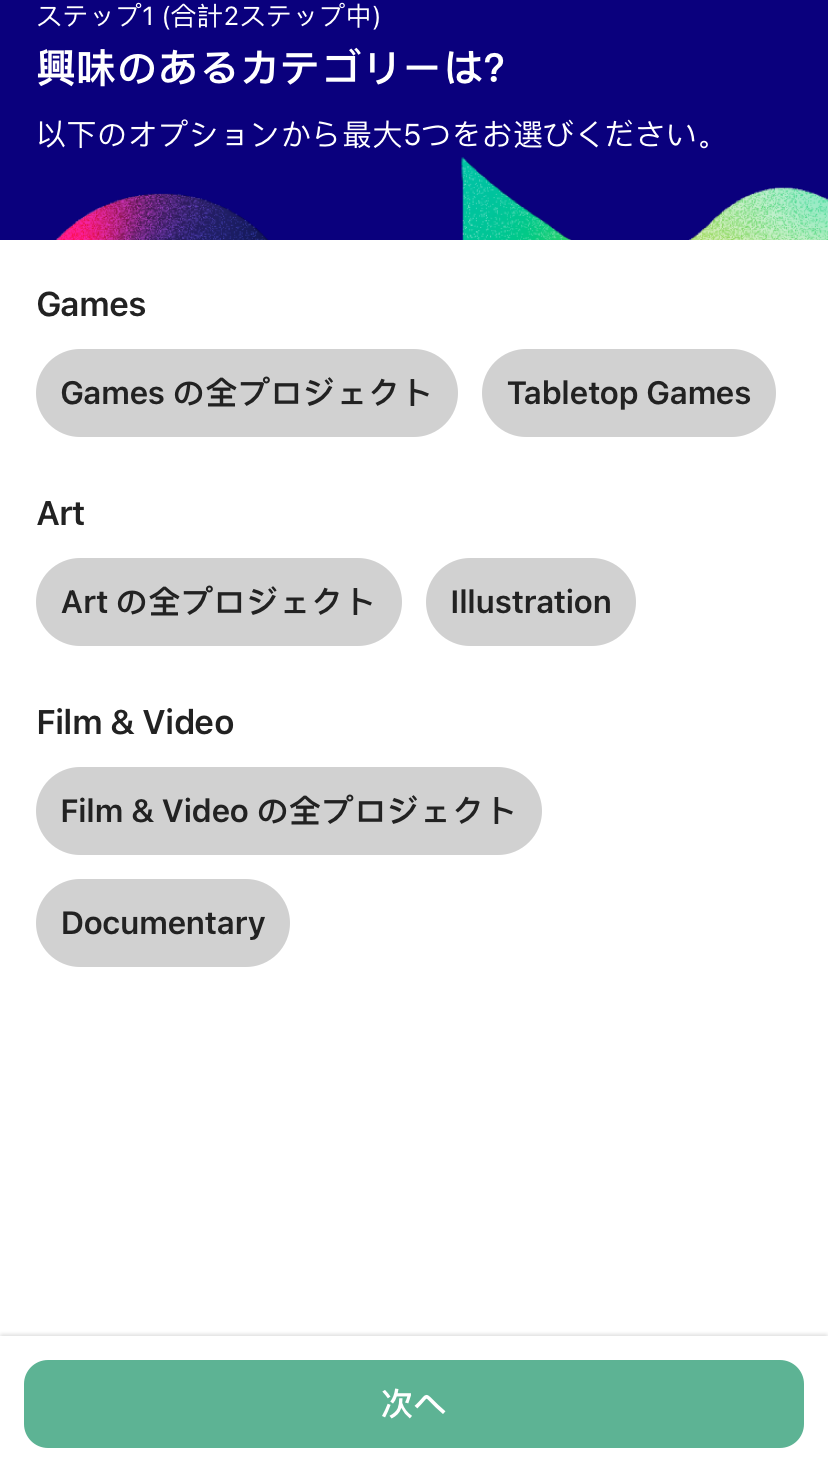 ステップ1 (合計2ステップ中)
興味のあるカテゴリーは?
以下のオプションから最大5つをお選びください。
Games
Games の全プロジェクト
Tabletop Games
Art
Art の全プロジェクト
Illustration
Film & Video
Film & Video の全プロジェクト
Documentary
次へ